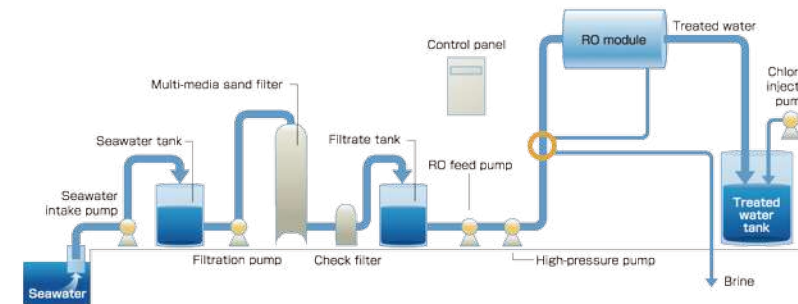 RO module
Treated water
Control panel
Multi-media sand filter
Seawater tank
Filtrate tank
RO feed pump
Seawater
intake pump
Treated
water
tank
Filtration pump
Check filter
High-pressure pump
Brine
Seawater